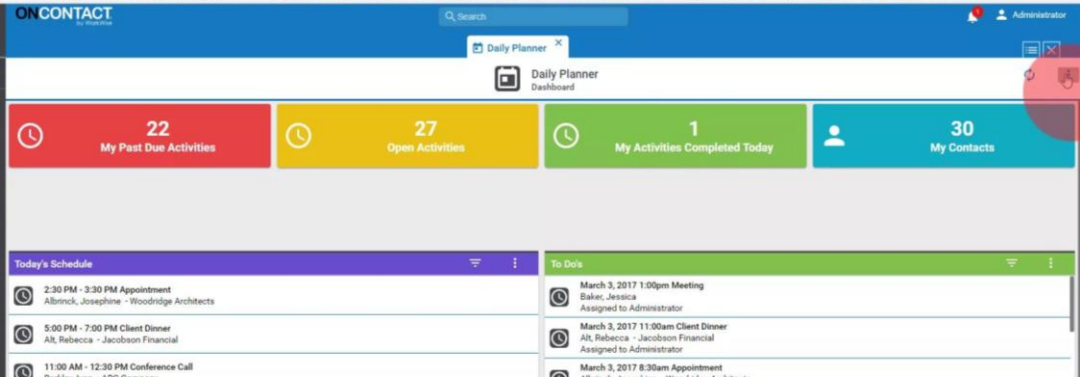 ONCONTACT
by WorkWise
Search
1
Administrator
Daily Planner
Daily Planner
Dashboard
22
My Past Due Activities
27
Open Activities
1
My Activities Completed Today
30
My Contacts
Today's Schedule
2:30 PM - 3:30 PM Appointment
Albrinck, Josephine - Woodridge Architects
5:00 PM - 7:00 PM Client Dinner
Alt, Rebecca - Jacobson Financial
11:00 AM - 12:30 PM Conference Call
To Do's
March 3, 2017 1:00pm Meeting
Baker, Jessica
Assigned to Administrator
March 3, 2017 11:00am Client Dinner
Alt, Rebecca - Jacobson Financial
Assigned to Administrator
March 3, 2017 8:30am Appointment